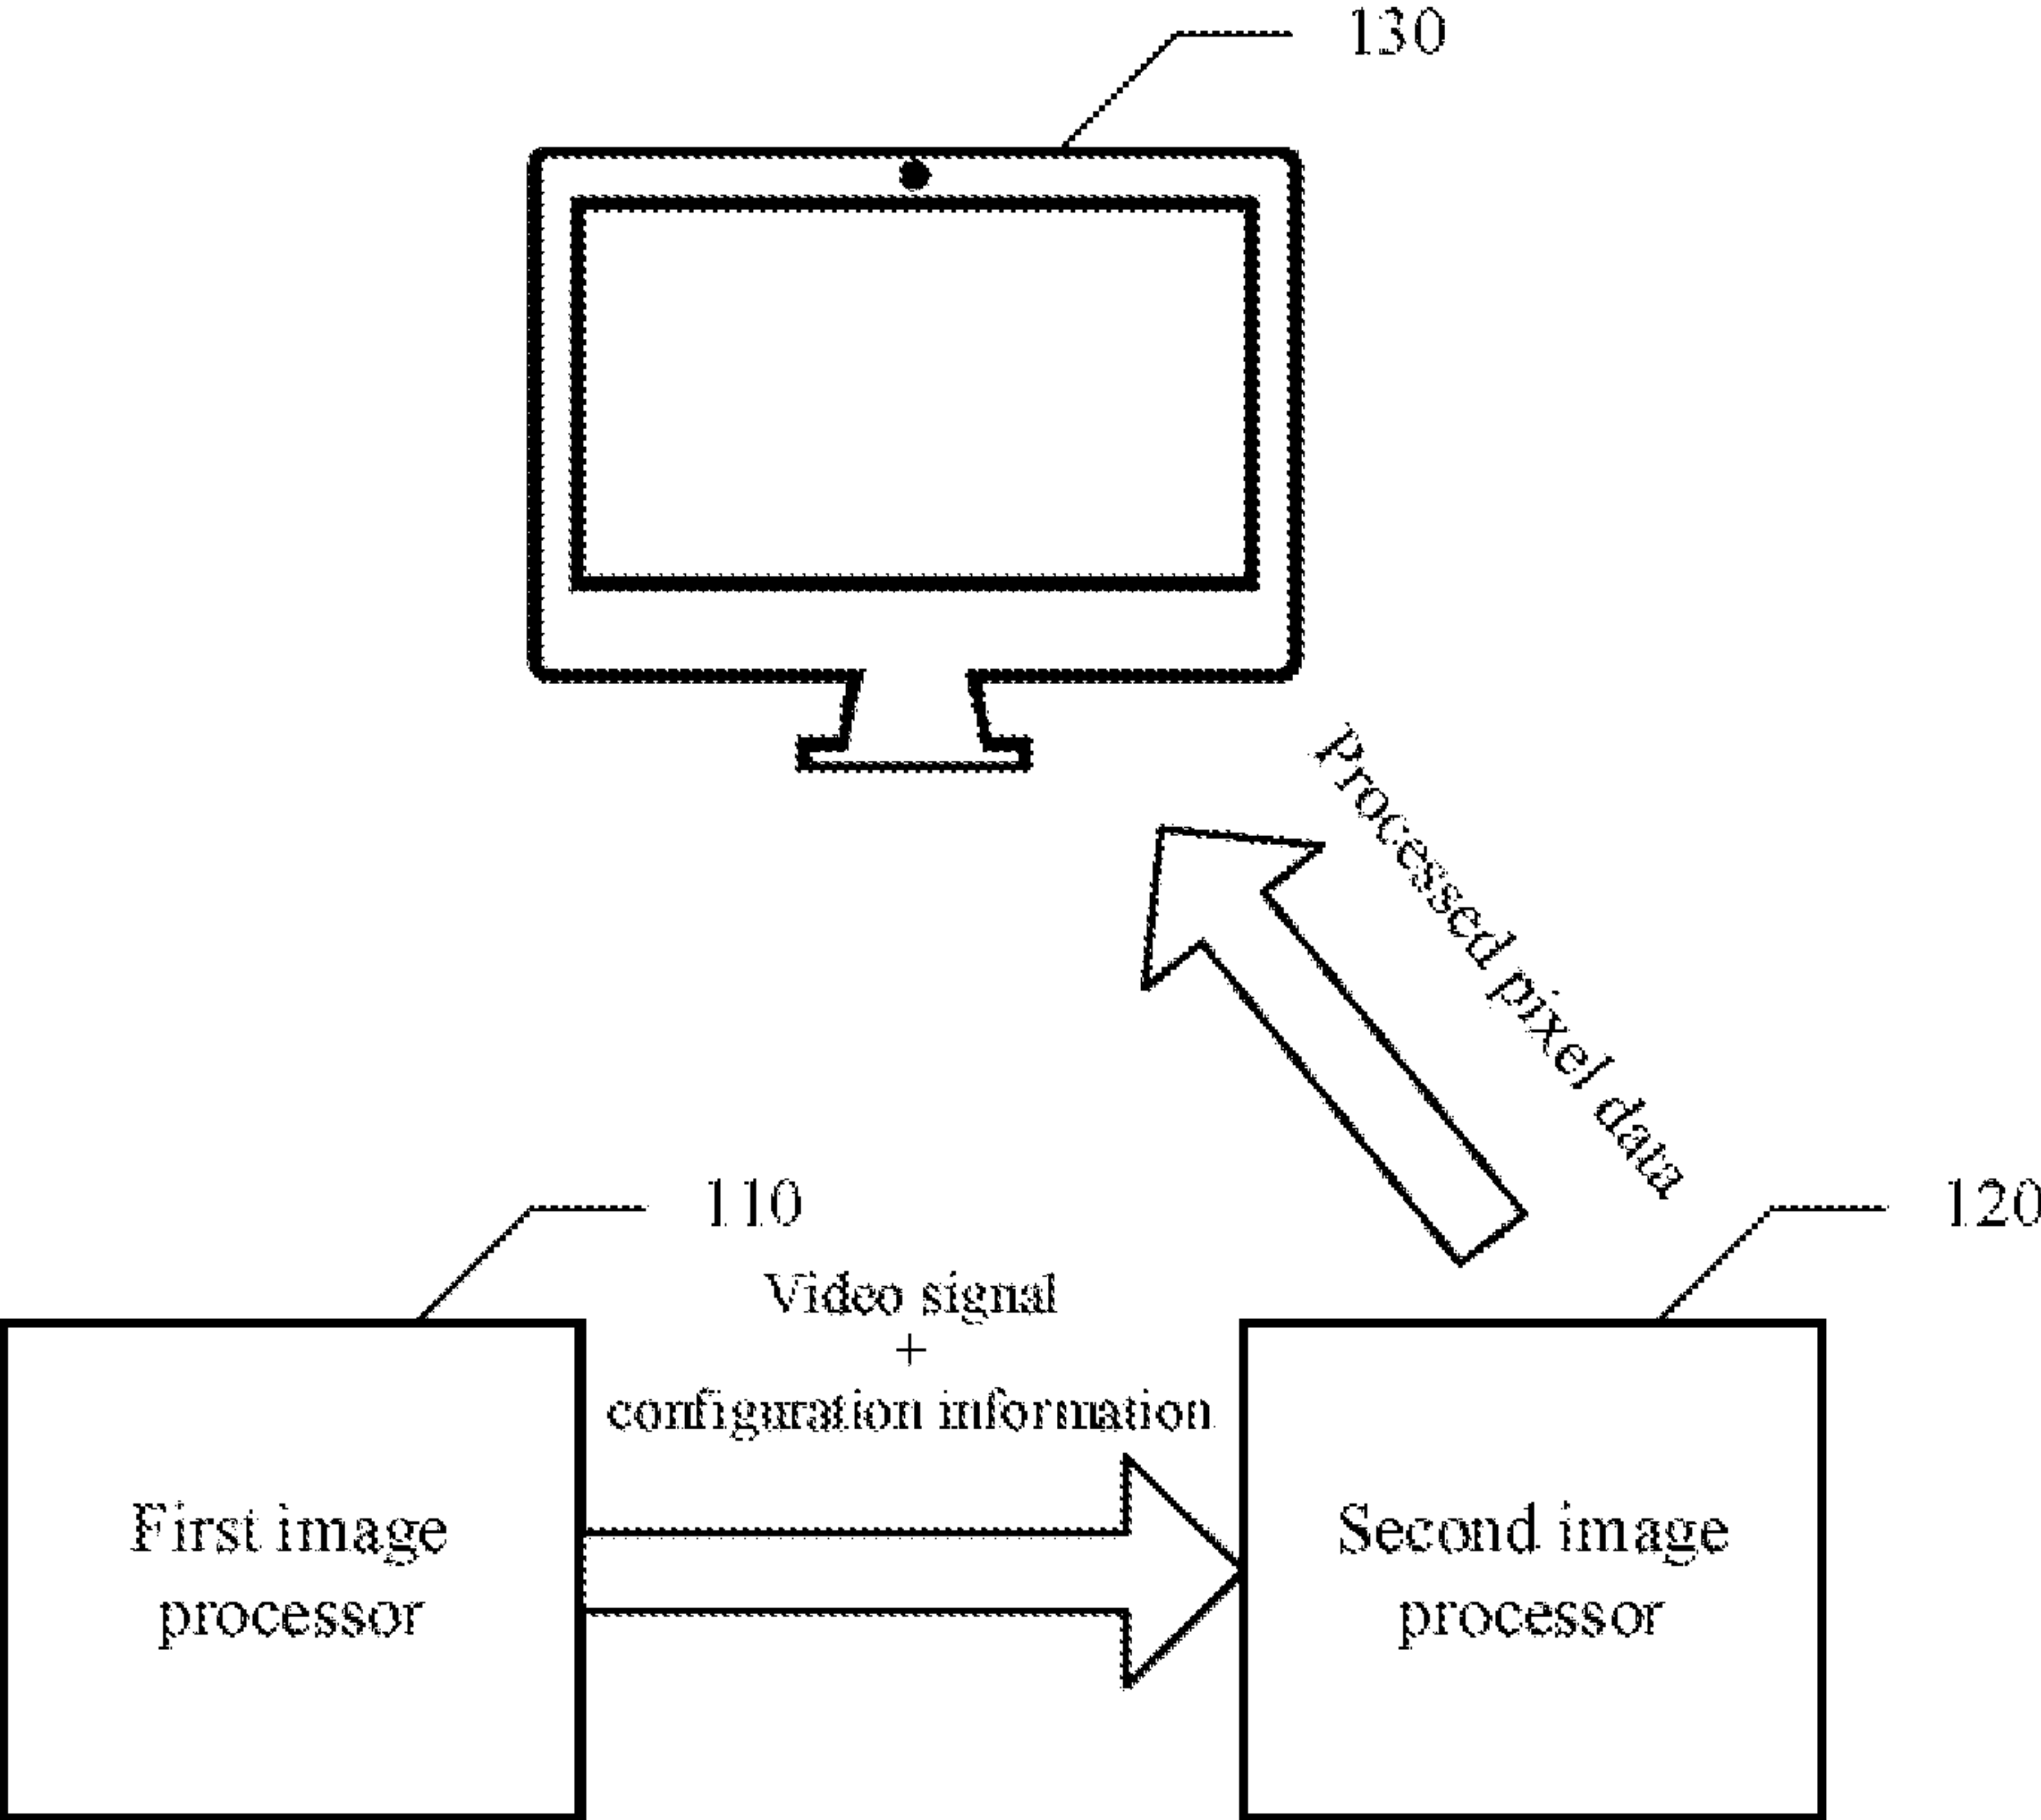 130
Processed pixel data
110
120
Video signal
+
configuration information
First image
processor
Second image
processor